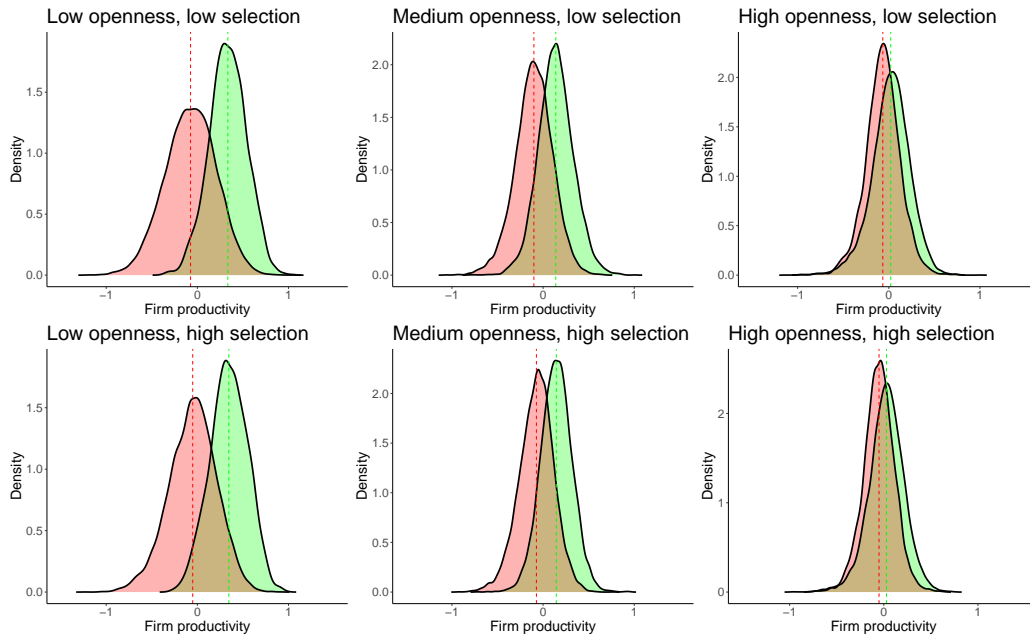 Low openness, low selection
Density
1.5
1.0
0.5
0.0
−1
0
1
Firm productivity
Medium openness, low selection
Density
2.0
1.5
1.0
0.5
0.0
−1
0
1
Firm productivity
High openness, low selection
Density
2.0
1.5
1.0
0.5
0.0
−1
0
1
Firm productivity
Low openness, high selection
Density
1.5
1.0
0.5
0.0
−1
0
1
Firm productivity
Medium openness, high selection
Density
2.0
1.5
1.0
0.5
0.0
−1
0
1
Firm productivity
High openness, high selection
Density
2
1
0
−1
0
1
Firm productivity